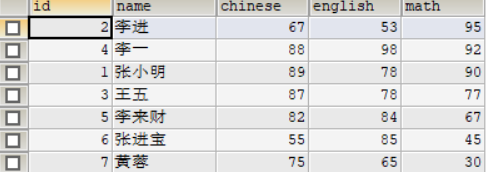 id name chinese english math
2 李进 67 53 95
4 李一 88 98 92
1 张小明 89 78 90
3 王五 87 78 77
5 李来财 82 84 67
6 张进宝 55 85 45
7 黄蓉 75 65 30